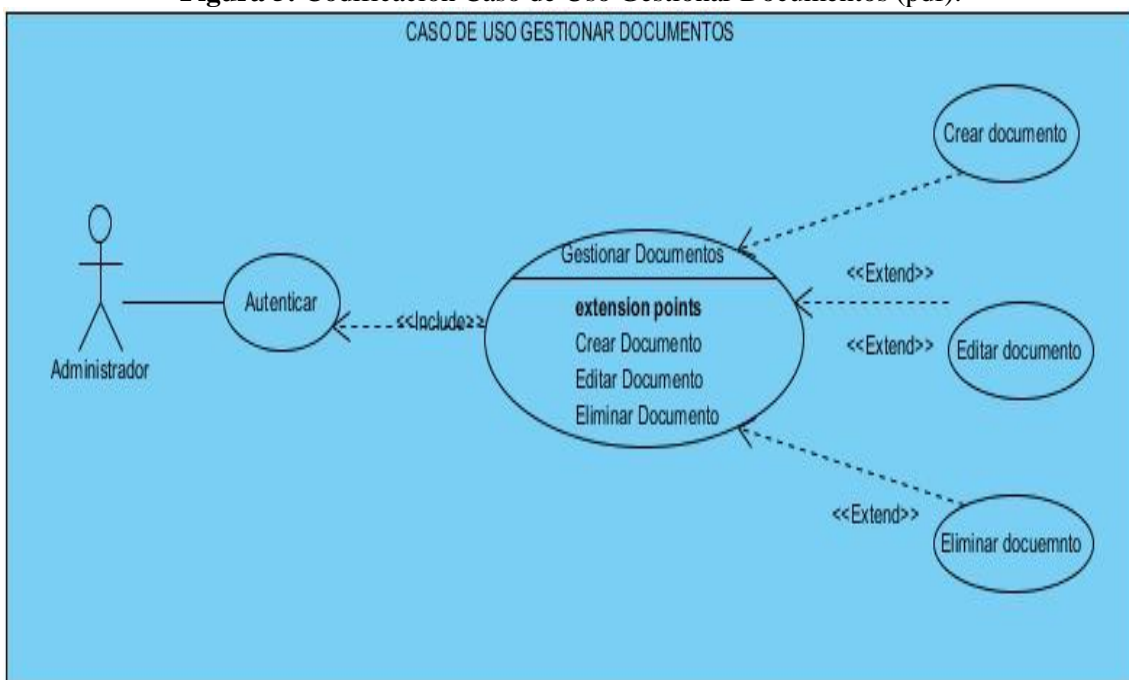 CASO DE USO GESTIONAR DOCUMENTOS
Crear documento
Gestionar Documentos
<<Extend>>
extension points
Autenticar
<<Include>>
Crear Documento
<<Extend>>
Editar documento
Administrador
Editar Documento
Eliminar Documento
<<Extend>>
Eliminar docuemnto